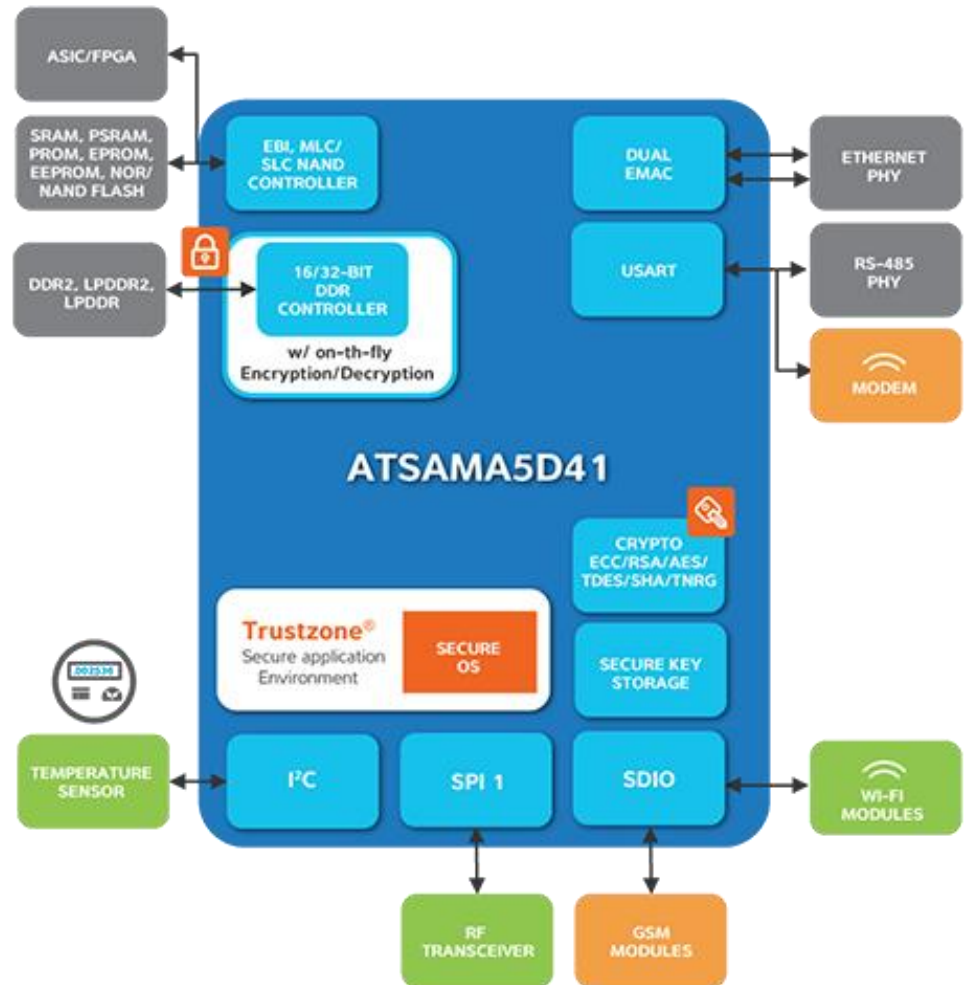 ASIC/FPGA
SRAM, PSRAM,
PROM, EPROM,
EEPROM, NOR/
NAND FLASH
EBI, MLC/
SLC NAND
CONTROLLER
DUAL
EMAC
ETHERNET
PHY
DDR2, LPDDR2,
LPDDR
16/32-BIT
DDR
CONTROLLER
w/ on-th-fly
Encryption/Decryption
USART
RS-485
PHY
MODEM
ATSAMA5D41
CRYPTO
ECC/RSA/AES/
TDES/SHA/TNRG
Trustzone®
Secure application
Environment
SECURE
OS
SECURE KEY
STORAGE
002536
TEMPERATURE
SENSOR
I²C
SPI 1
SDIO
WI-FI
MODULES
RF
TRANSCEIVER
GSM
MODULES